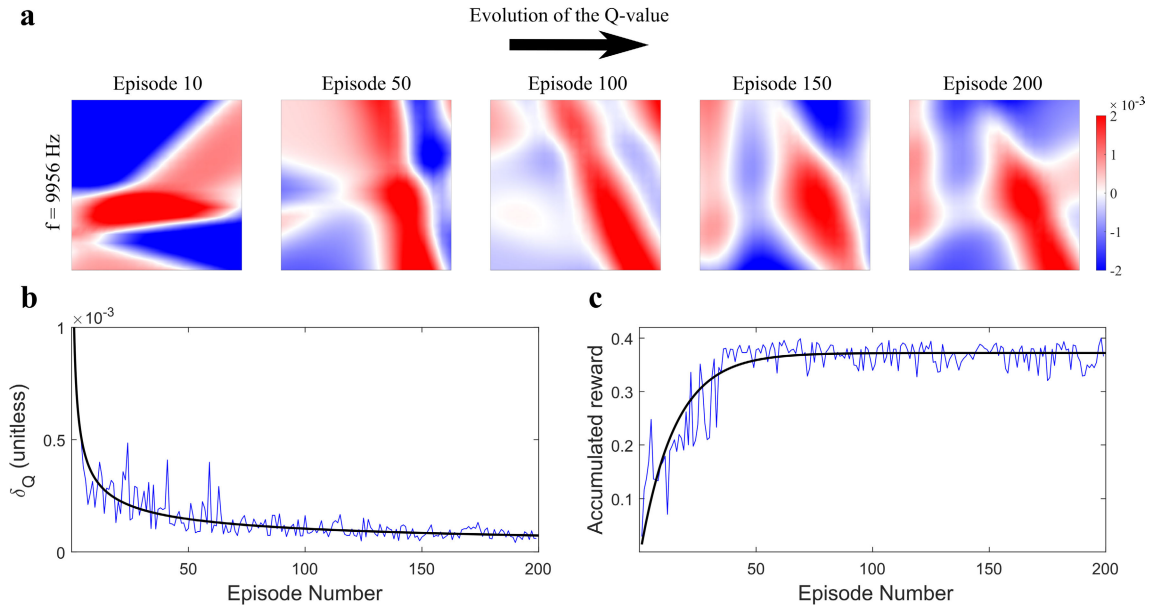 a
Evolution of the Q-value
Episode 10
Episode 50
Episode 100
Episode 150
Episode 200
f = 9956 Hz
× 10⁻³
2
1
0
-1
-2
b
× 10⁻³
1
0.5
0
50
100
150
200
δQ (unitless)
Episode Number
c
0.4
0.3
0.2
0.1
50
100
150
200
Accumulated reward
Episode Number